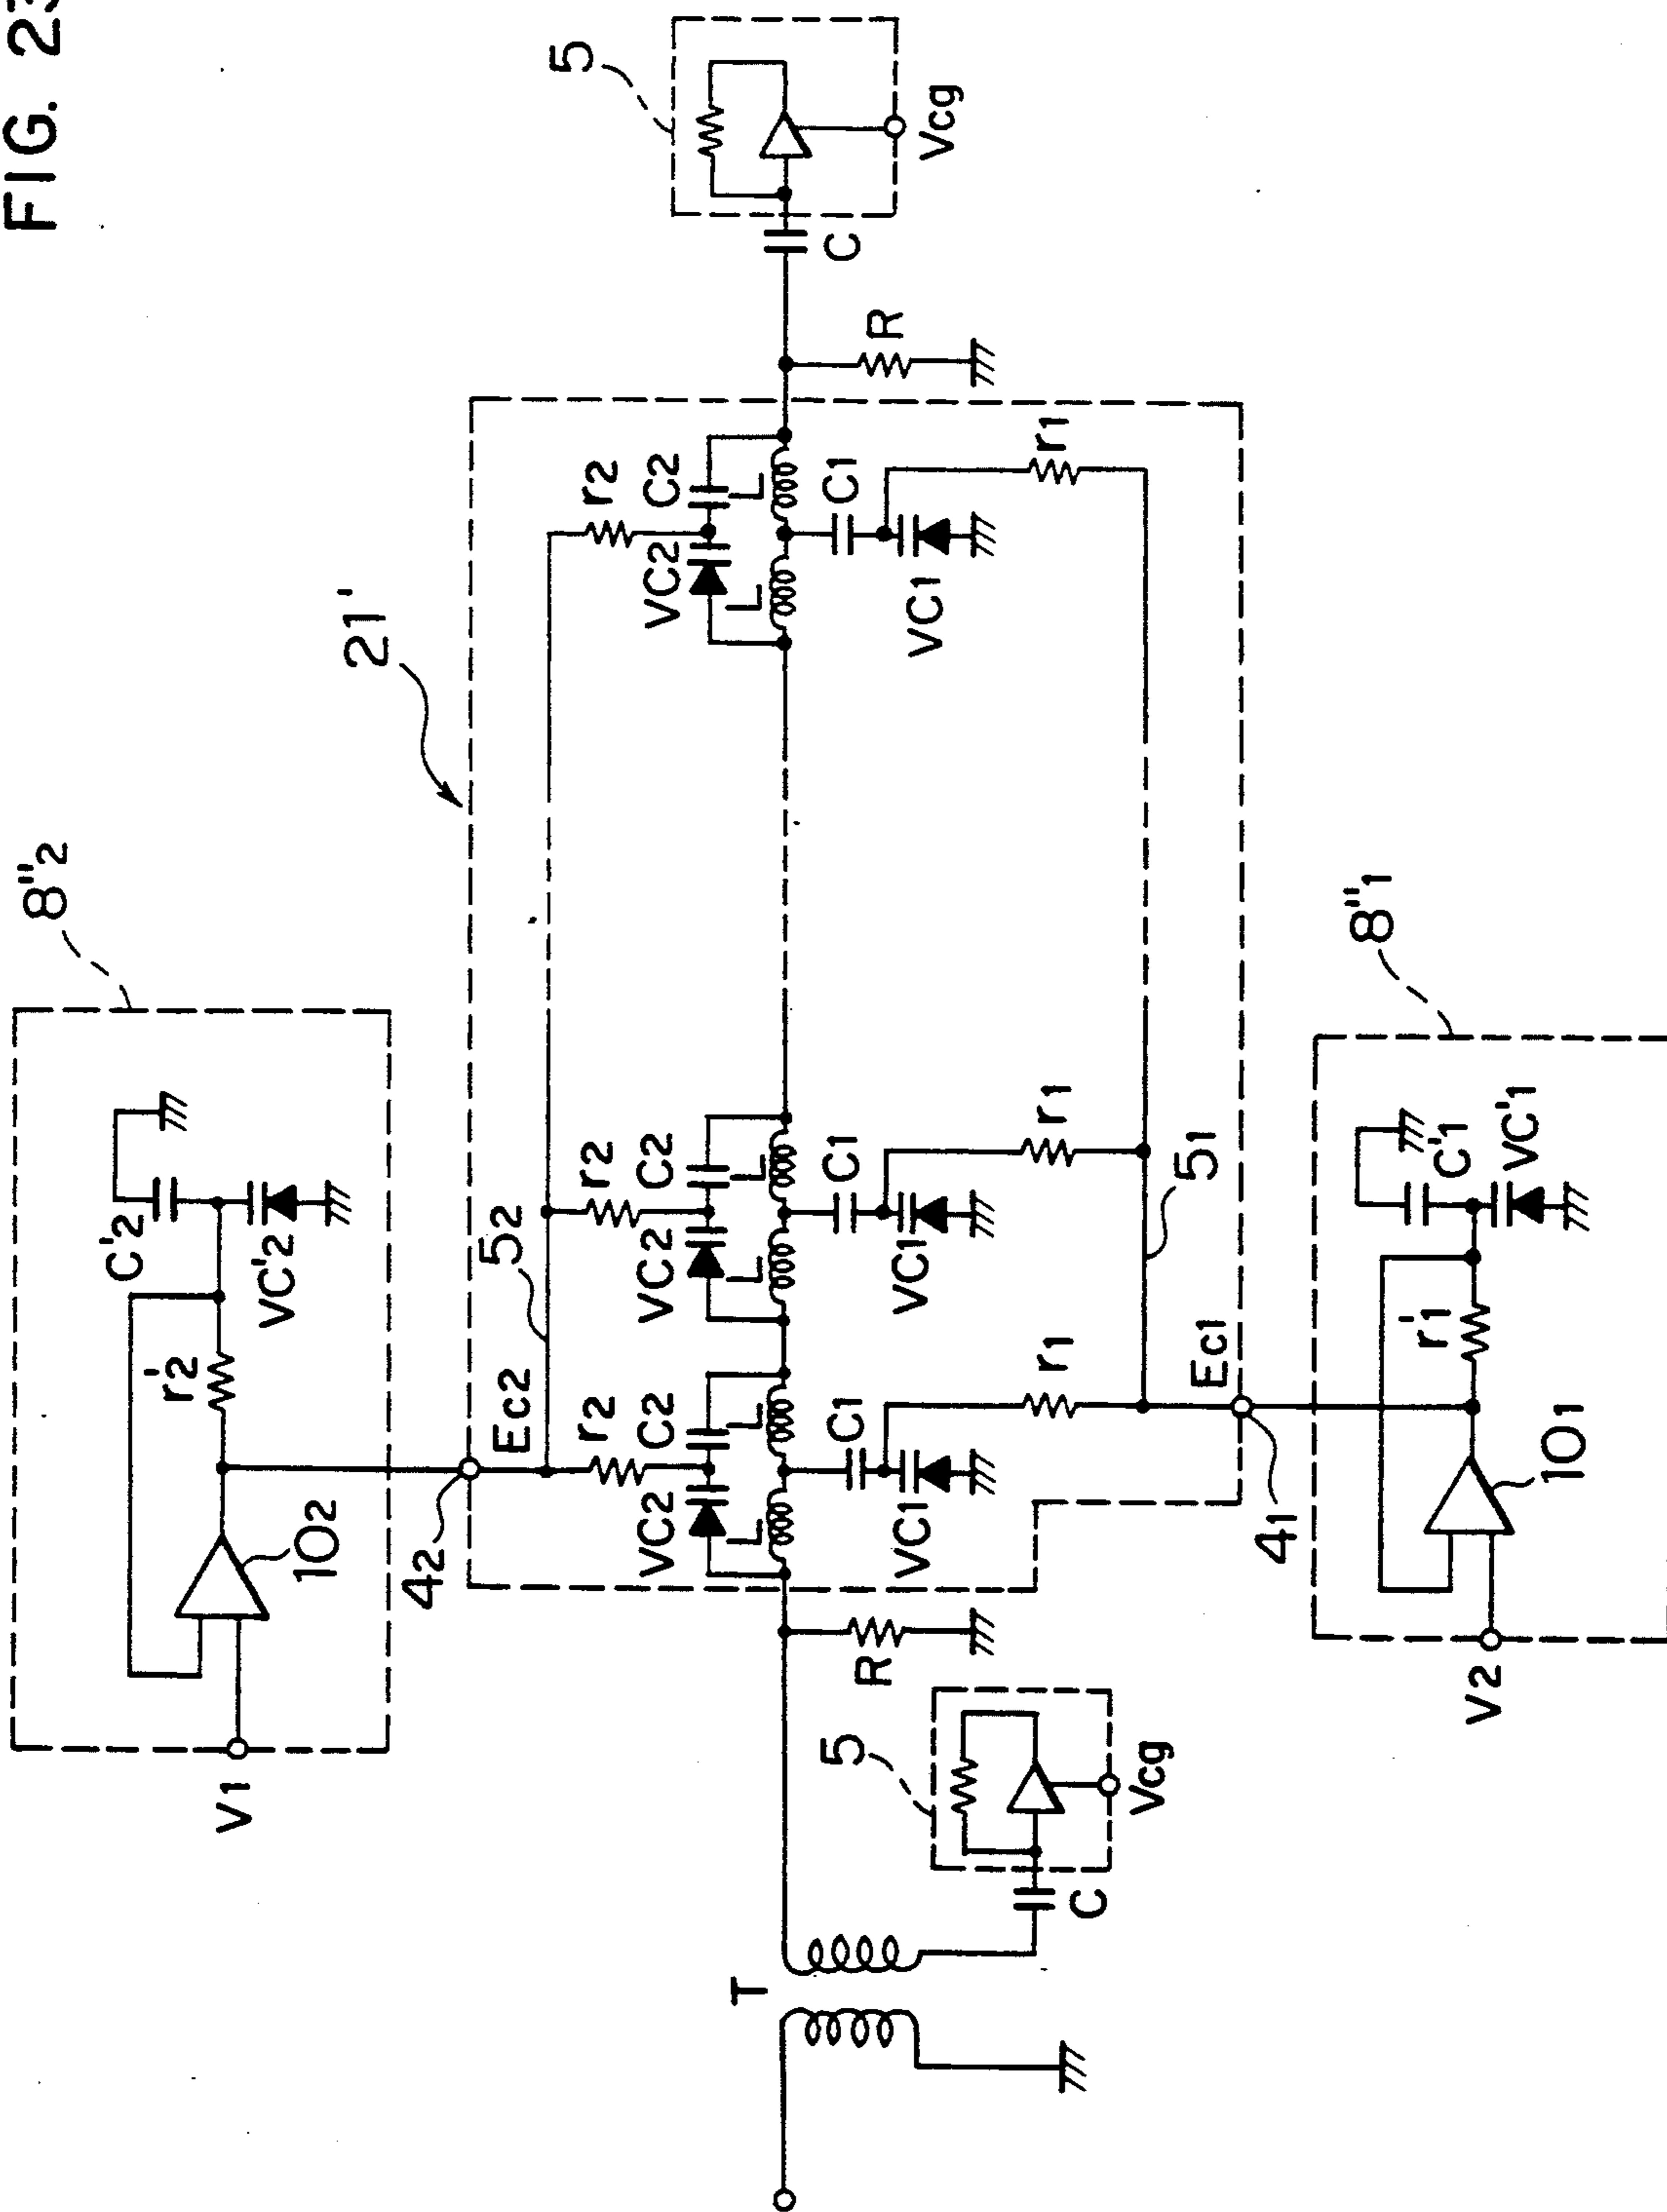 FIG. 23
5
Vcg
C
R
21'
r2
C2
L
VC2
L
C1
VC1
r1
8"2
C'2
VC'2
r'2
102
V1
42
Ec2
52
r2
C2
L
VC2
L
C1
VC1
r1
r2
C2
L
VC2
L
C1
VC1
r1
51
Ec1
41
8"1
C'1
VC'1
r'1
101
V2
R
5
Vcg
C
T